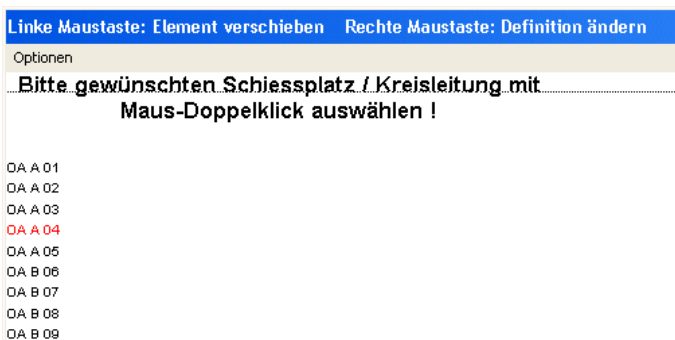 Linke Maustaste: Element verschieben Rechte Maustaste: Definition ändern
Optionen
Bitte gewünschten Schiessplatz / Kreisleitung mit
Maus-Doppelklick auswählen !
OA A 01
OA A 02
OA A 03
OA A 04
OA A 05
OA B 06
OA B 07
OA B 08
OA B 09